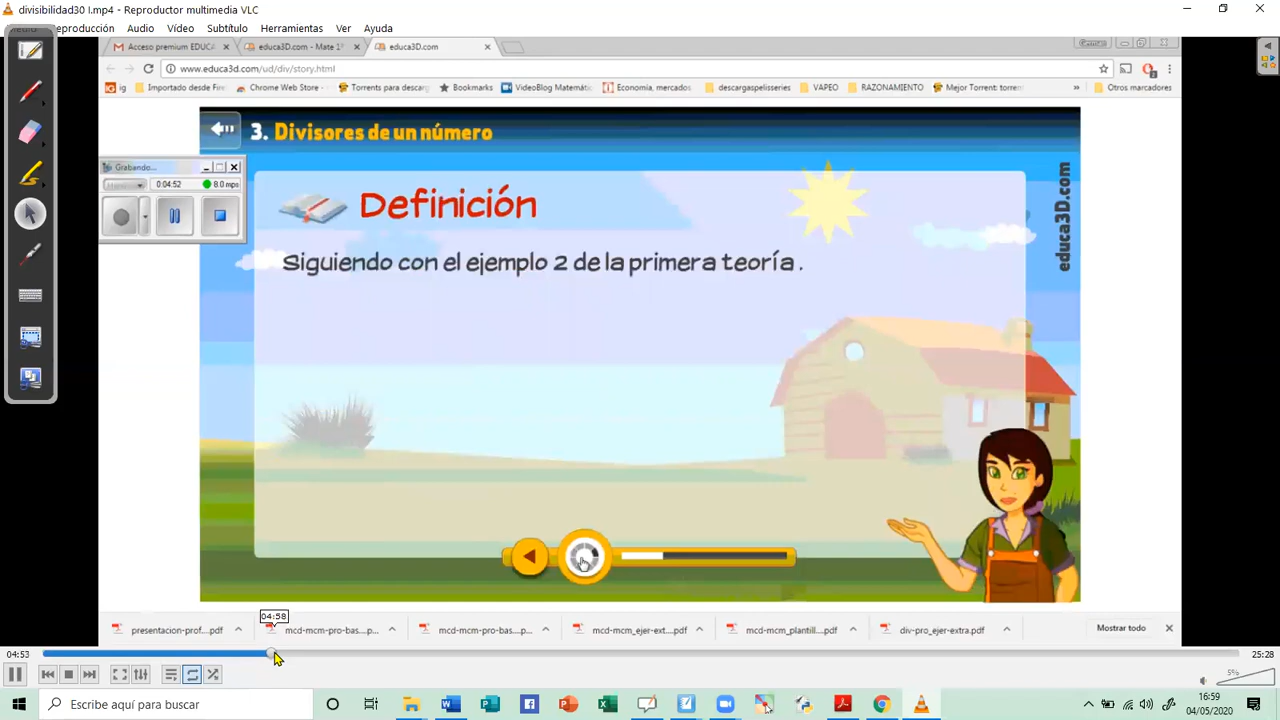 divisibilidad30 I.mp4 - Reproductor multimedia VLC
eproducción Audio Vídeo Subtítulo Herramientas Ver Ayuda
Acceso premium EDUCA educa3D.com - Mate 1º educa3D.com
www.educa3d.com/ud/div/story.html
ig Importado desde Fire Chrome Web Store - Torrents para descarg Bookmarks VideoBlog Matemátic Economía, mercados descargaspelisseries VAPEO RAZONAMIENTO Mejor Torrent: torren » Otros marcadores
3. Divisores de un número
Grabando...
0:04:52 8.0 mps
educa3D.com
Definición
Siguiendo con el ejemplo 2 de la primera teoría .
04:58
presentacion-prof....pdf mcd-mcm-pro-bas....p... mcd-mcm-pro-bas....p... mcd-mcm_ejer-ext....pdf mcd-mcm_plantill....pdf div-pro_ejer-extra.pdf Mostrar todo
04:53 25:28
5%
Escribe aquí para buscar
16:59
04/05/2020